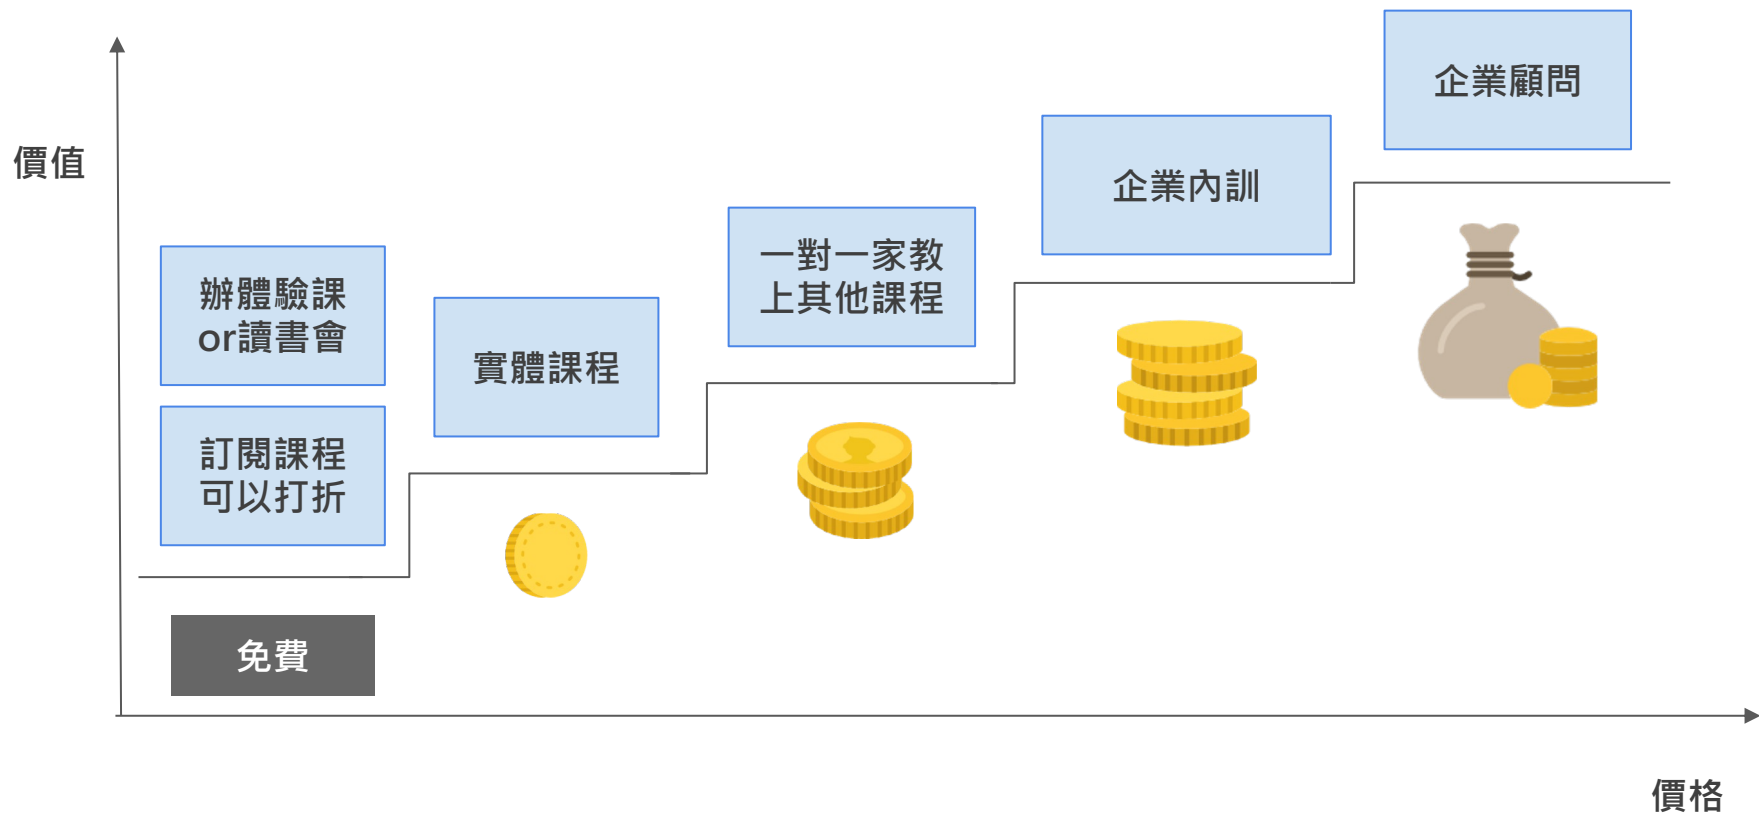 價值
辦體驗課
or讀書會
訂閱課程
可以打折
免費
實體課程
一對一家教
上其他課程
企業內訓
企業顧問
價格